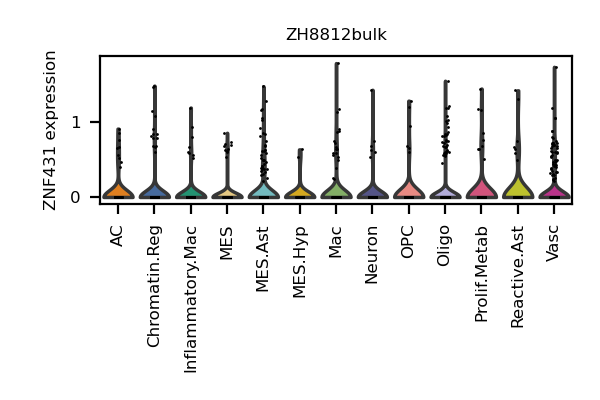 ZH8812bulk
ZNF431 expression
1
0
AC
Chromatin.Reg
Inflammatory.Mac
MES
MES.Ast
MES.Hyp
Mac
Neuron
OPC
Oligo
Prolif.Metab
Reactive.Ast
Vasc